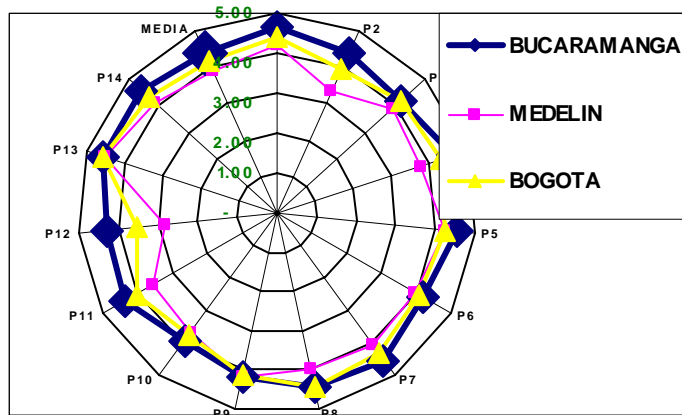 5.00
4.00
3.00
2.00
1.00
-
P2
P
P5
P6
P7
P8
P9
P10
P11
P12
P13
P14
MEDIA
BUCARAMANGA
MEDELIN
BOGOTA